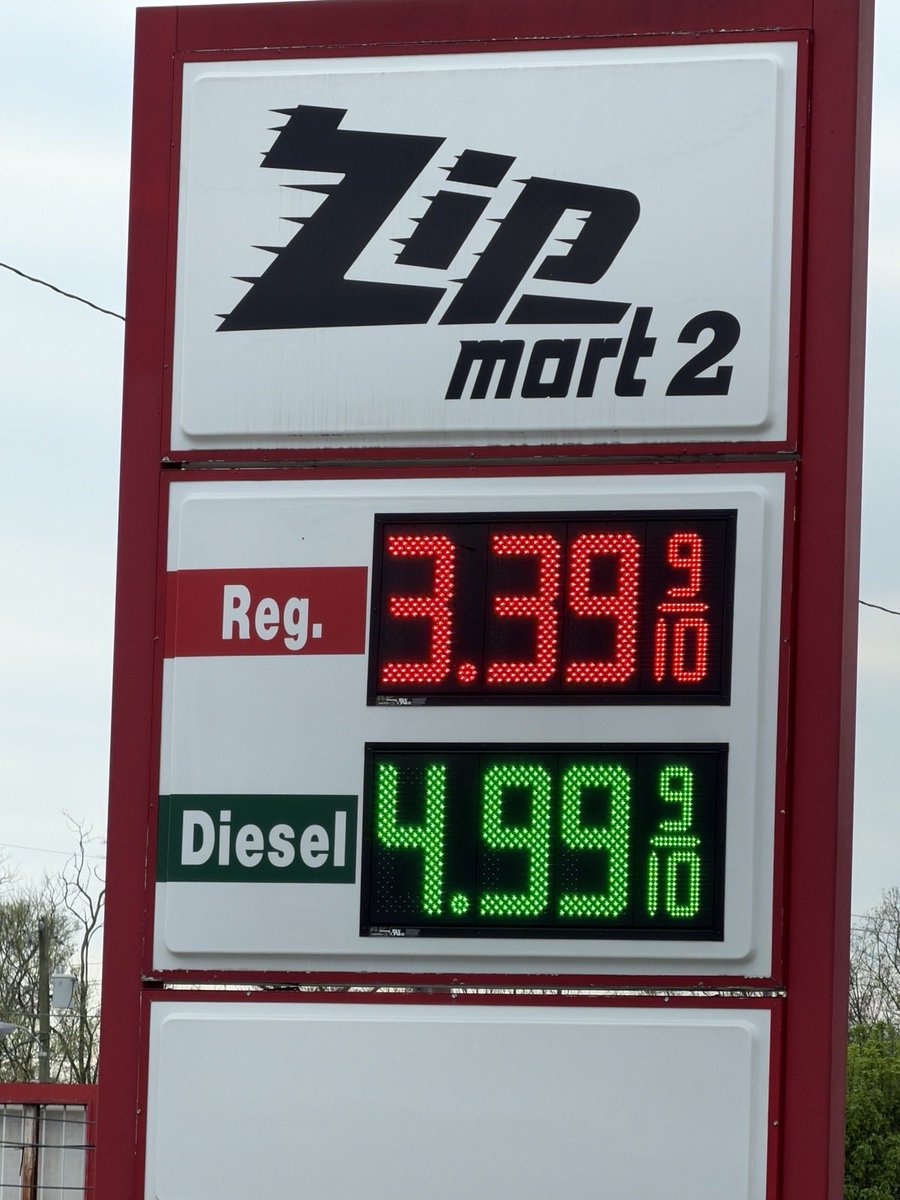 Zip
mart 2
Reg. 3.39 9/10
Diesel 4.99 9/10